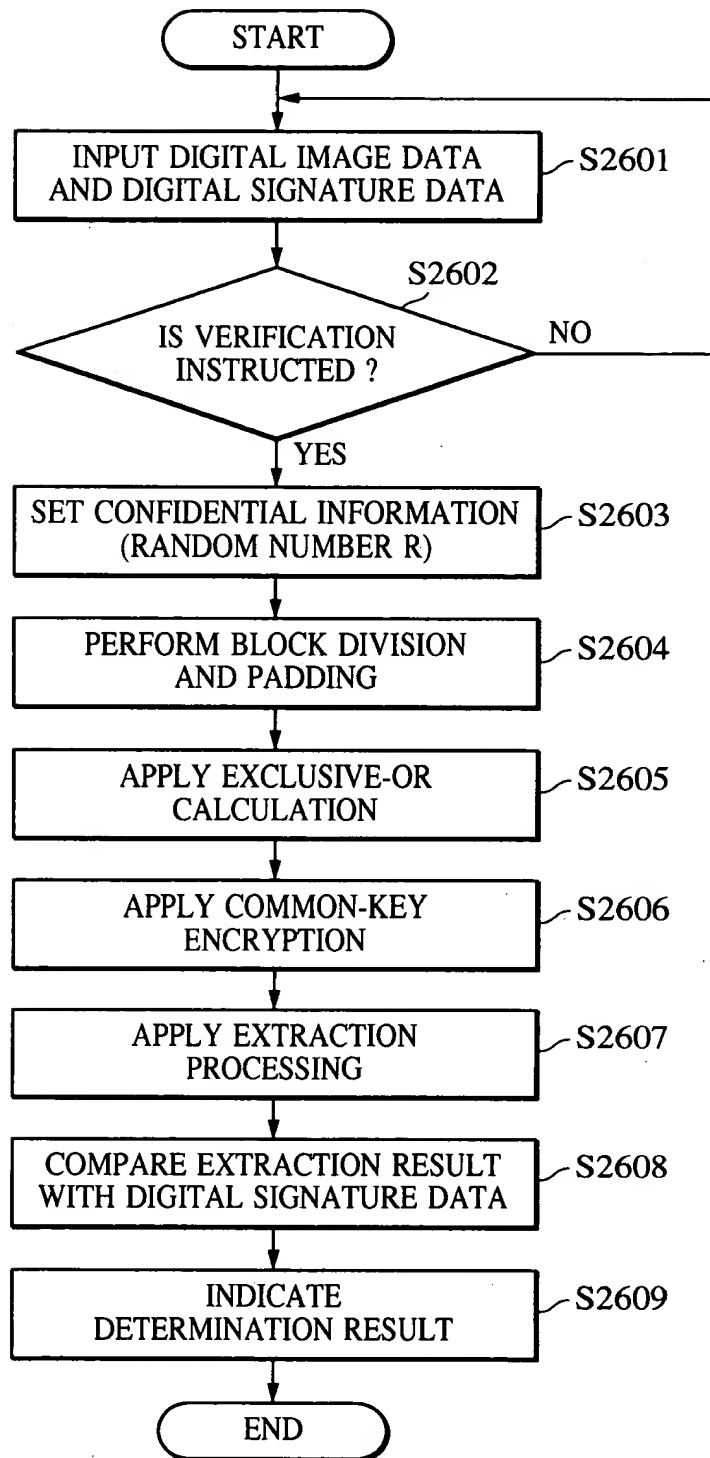 START
INPUT DIGITAL IMAGE DATA
AND DIGITAL SIGNATURE DATA
S2601
S2602
IS VERIFICATION
INSTRUCTED ?
NO
YES
SET CONFIDENTIAL INFORMATION
(RANDOM NUMBER R)
S2603
PERFORM BLOCK DIVISION
AND PADDING
S2604
APPLY EXCLUSIVE-OR
CALCULATION
S2605
APPLY COMMON-KEY
ENCRYPTION
S2606
APPLY EXTRACTION
PROCESSING
S2607
COMPARE EXTRACTION RESULT
WITH DIGITAL SIGNATURE DATA
S2608
INDICATE
DETERMINATION RESULT
S2609
END